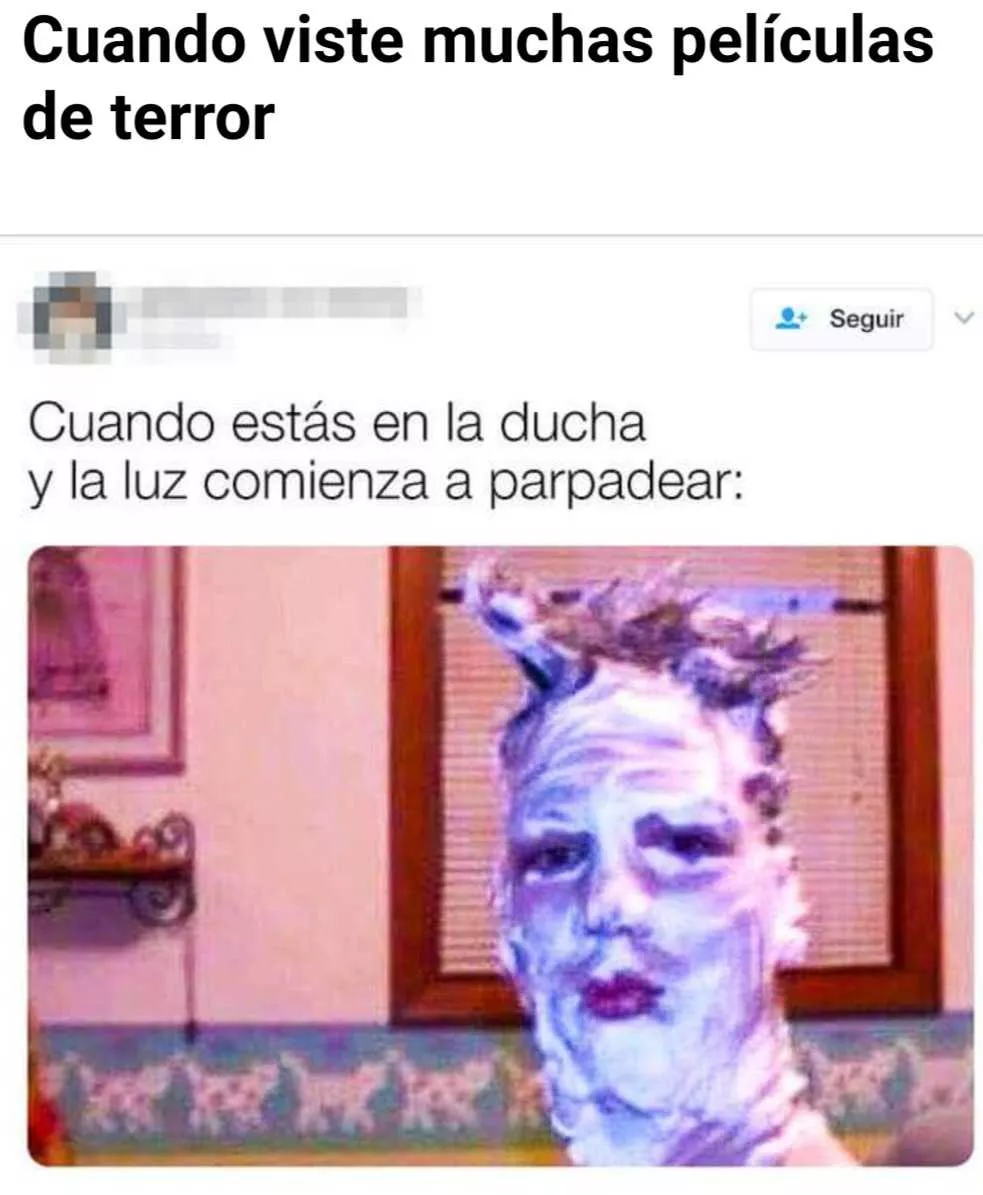 Cuando viste muchas películas
de terror
Seguir
Cuando estás en la ducha
y la luz comienza a parpadear: